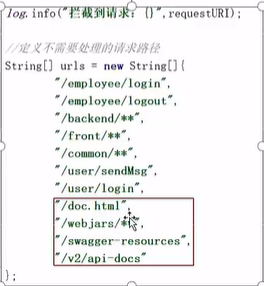 log.info("拦截到请求：{}",requestURI);
//定义不需要处理的请求路径
String[] urls = new String[]{
"/employee/login",
"/employee/logout",
"/backend/**",
"/front/**",
"/common/**",
"/user/sendMsg",
"/user/login",
"/doc.html",
"/webjars/**",
"/swagger-resources",
"/v2/api-docs"
};